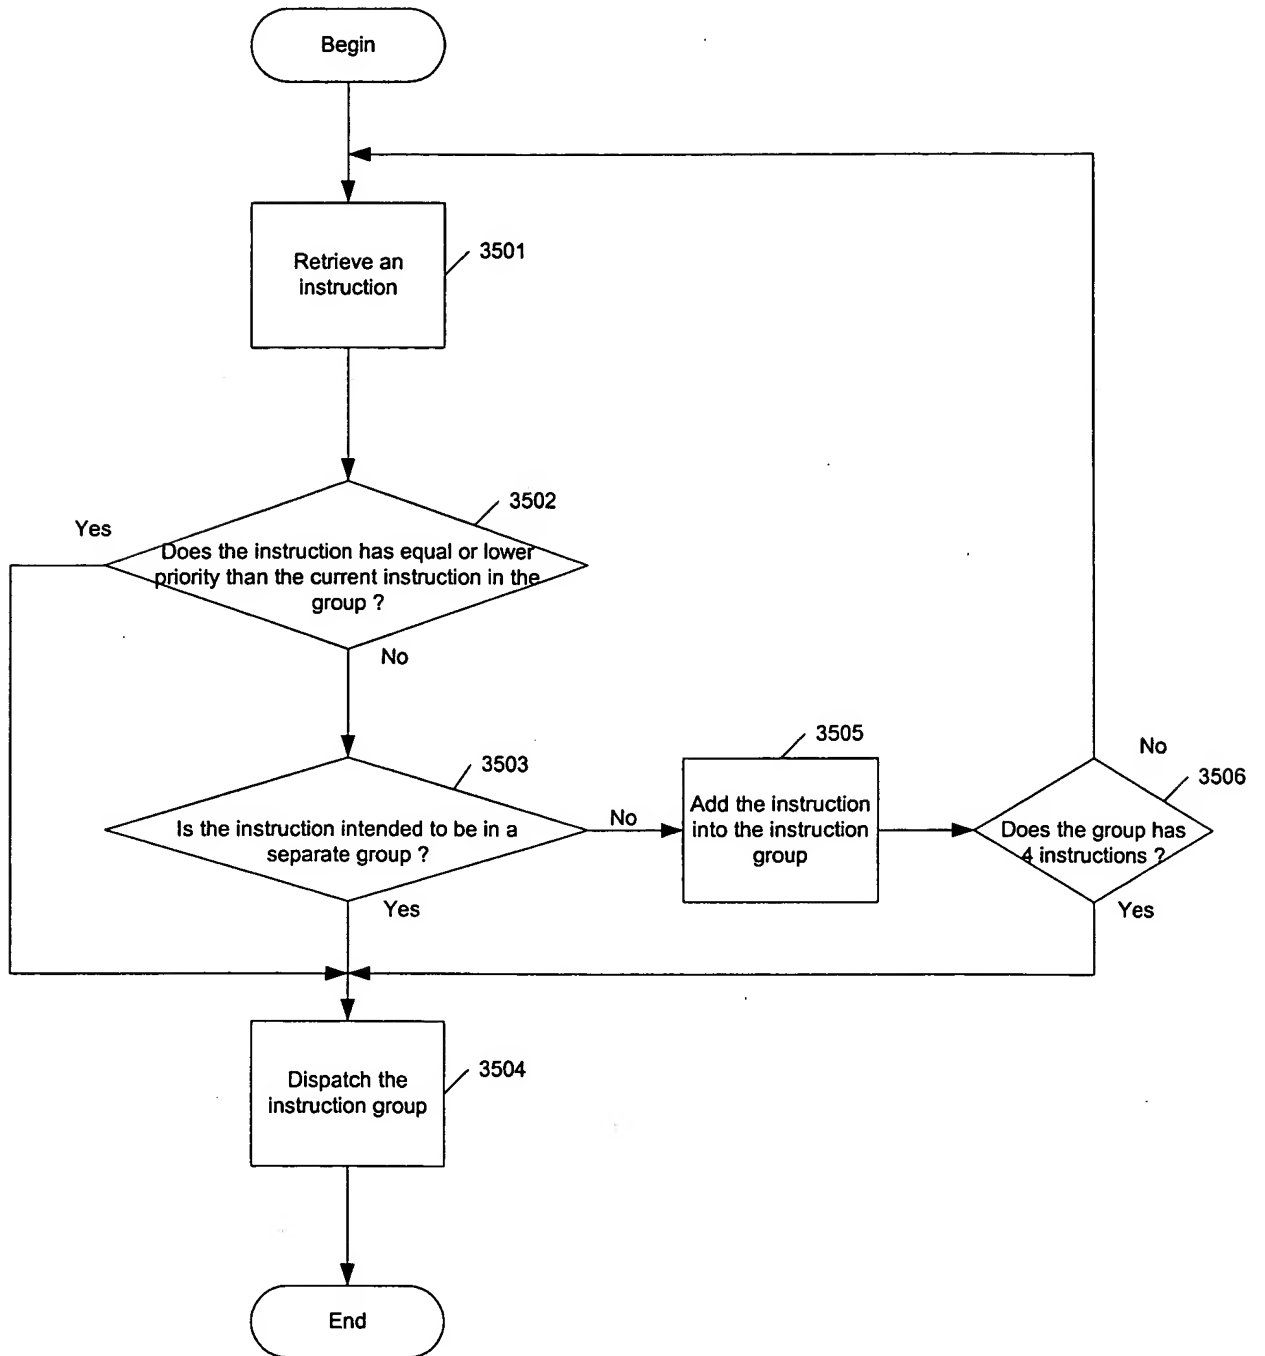 Begin
Retrieve an
instruction
3501
3502
Yes
Does the instruction has equal or lower
priority than the current instruction in the
group ?
No
3503
Is the instruction intended to be in a
separate group ?
No
Yes
3505
Add the instruction
into the instruction
group
No
3506
Does the group has
4 instructions ?
Yes
3504
Dispatch the
instruction group
End